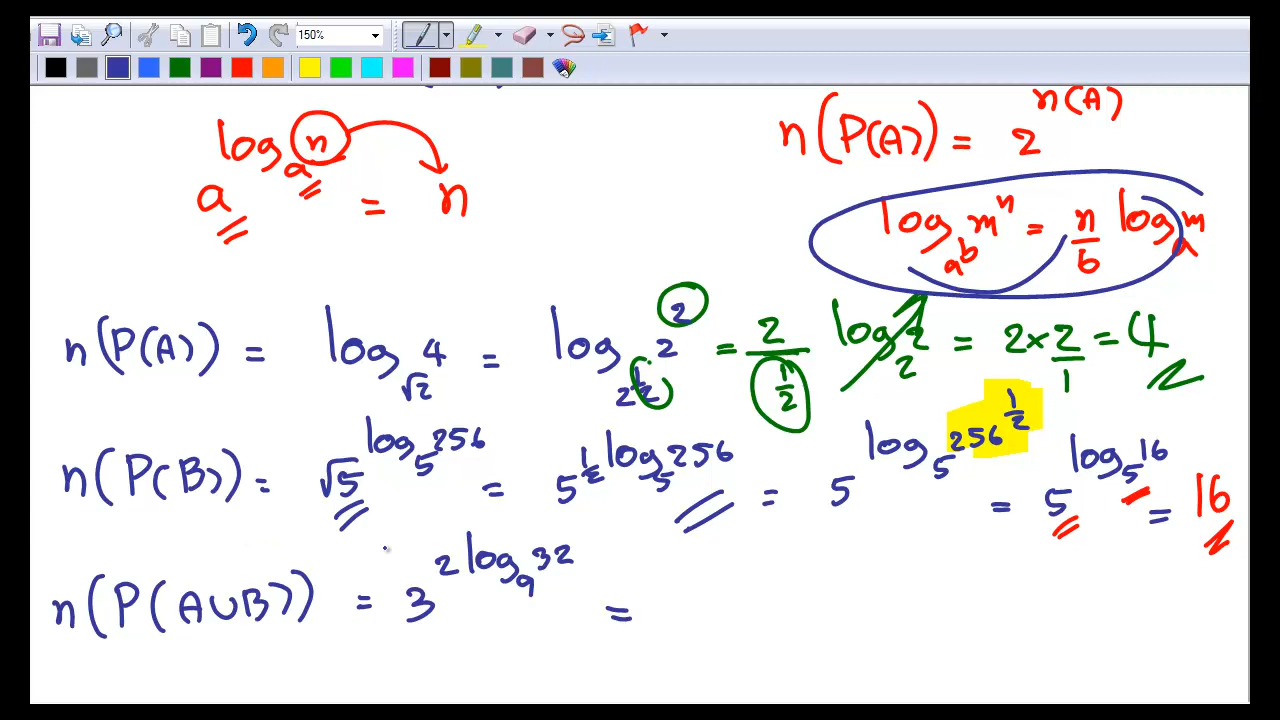 150%
n(P(A)) = 2^{n(A)}
a^{log_a n} = n
log_{a^b} m^n = n/b log_a m
n(P(A)) = log_{√2} 4 = log_{2^{1/2}} 2^2 = 2/(1/2) log_2 2 = 2×2/1 = 4
n(P(B)) = √5^{log_5 256} = 5^{1/2 log_5 256} = 5^{log_5 256^{1/2}} = 5^{log_5 16} = 16
n(P(A∪B)) = 3^{2 log_9 32} =